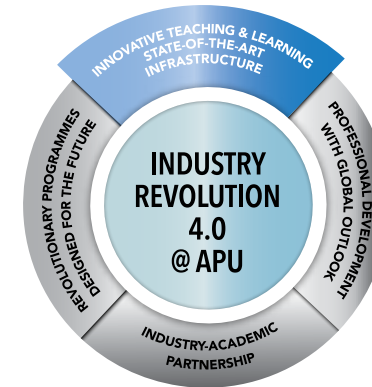 INNOVATIVE TEACHING & LEARNING
STATE-OF-THE-ART
INFRASTRUCTURE
REVOLUTIONARY PROGRAMMES
DESIGNED FOR THE FUTURE
INDUSTRY
REVOLUTION
4.0
@ APU
PROFESSIONAL DEVELOPMENT
WITH GLOBAL OUTLOOK
INDUSTRY-ACADEMIC
PARTNERSHIP